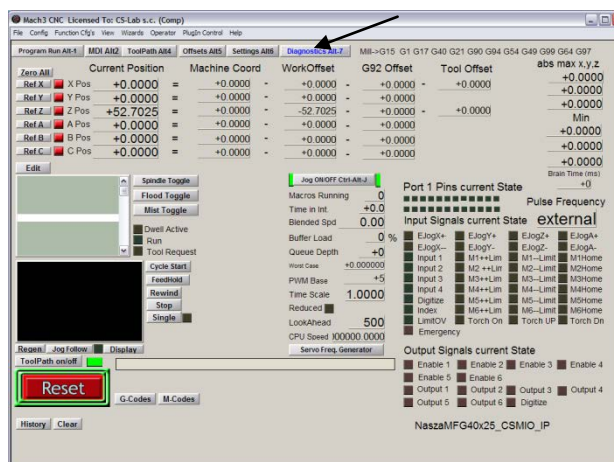 Mach3 CNC Licensed To: CS-Lab s.c. (Comp)
File Config Function Cfg's View Wizards Operator PlugIn Control Help
Program Run Alt-1 MDI Alt2 ToolPath Alt4 Offsets Alt5 Settings Alt6 Diagnostics Alt-7 Mill->G15 G1 G17 G40 G21 G90 G94 G54 G49 G99 G64 G97
Zero All Current Position Machine Coord WorkOffset G92 Offset Tool Offset abs max x,y,z
Ref X X Pos +0.0000 = +0.0000 - +0.0000 - +0.0000 - +0.0000 +0.0000
Ref Y Y Pos +0.0000 = +0.0000 - +0.0000 - +0.0000 +0.0000
Ref Z Z Pos +52.7025 = +0.0000 - -52.7025 - +0.0000 - +0.0000 +0.0000
Min
Ref A A Pos +0.0000 = +0.0000 - +0.0000 - +0.0000 +0.0000
Ref B B Pos +0.0000 = +0.0000 - +0.0000 - +0.0000 +0.0000
Ref C C Pos +0.0000 = +0.0000 - +0.0000 - +0.0000 +0.0000
Edit
Brain Time (ms)
+0
Spindle Toggle
Flood Toggle
Mist Toggle
Dwell Active
Run
Tool Request
Cycle Start
FeedHold
Rewind
Stop
Single
Jog ON/OFF Ctrl-Alt-J
Macros Running 0
Time in Int. +0.0
Blended Spd 0.00
Buffer Load 0 %
Queue Depth +0
Worst Case +0.000000
PWM Base +5
Time Scale 1.0000
Reduced
LookAhead 500
CPU Speed
Servo Freq. Generator
Port 1 Pins current State
Pulse Frequency
Input Signals current State external
EJogX+ EJogY+ EJogZ+ EJogA+
EJogX-- EJogY- EJogZ- EJogA-
Input 1 M1++Lim M1--Limit M1Home
Input 2 M2 ++Lim M2--Limit M2Home
Input 3 M3++Lim M3--Limit M3Home
Input 4 M4++Lim M4--Limit M4Home
Digitize M5++Lim M5--Limit M5Home
Index M6++Lim M6--Limit M6Home
LimitOV Torch On Torch UP Torch Dn
Emergency
Regen Jog Follow Display
ToolPath on/off
Reset
G-Codes M-Codes
History Clear
Output Signals current State
Enable 1 Enable 2 Enable 3 Enable 4
Enable 5 Enable 6
Output 1 Output 2 Output 3 Output 4
Output 5 Output 6 Digitize
NaszaMFG40x25_CSMIO_IP